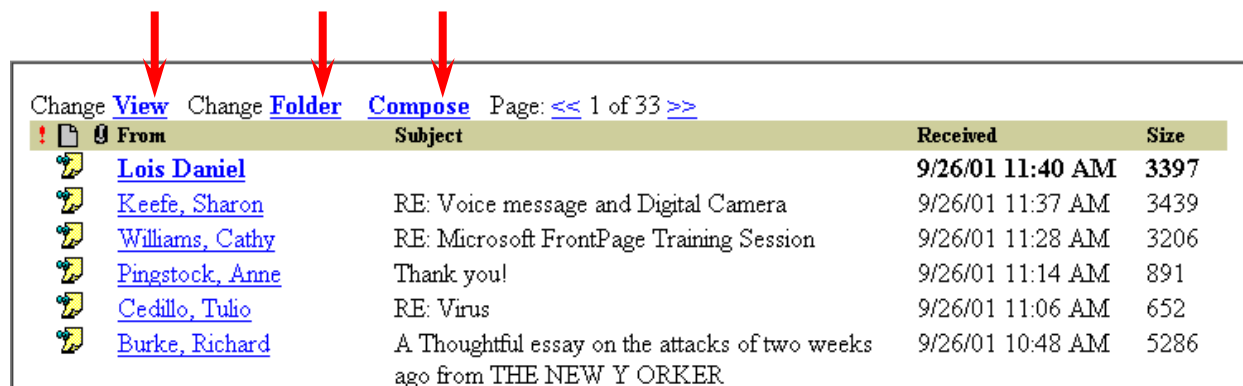 Change View Change Folder Compose Page: << 1 of 33 >>
! From Subject Received Size
Lois Daniel 9/26/01 11:40 AM 3397
Keefe, Sharon RE: Voice message and Digital Camera 9/26/01 11:37 AM 3439
Williams, Cathy RE: Microsoft FrontPage Training Session 9/26/01 11:28 AM 3206
Pingstock, Anne Thank you! 9/26/01 11:14 AM 891
Cedillo, Tulio RE: Virus 9/26/01 11:06 AM 652
Burke, Richard A Thoughtful essay on the attacks of two weeks 9/26/01 10:48 AM 5286
ago from THE NEW Y ORKER